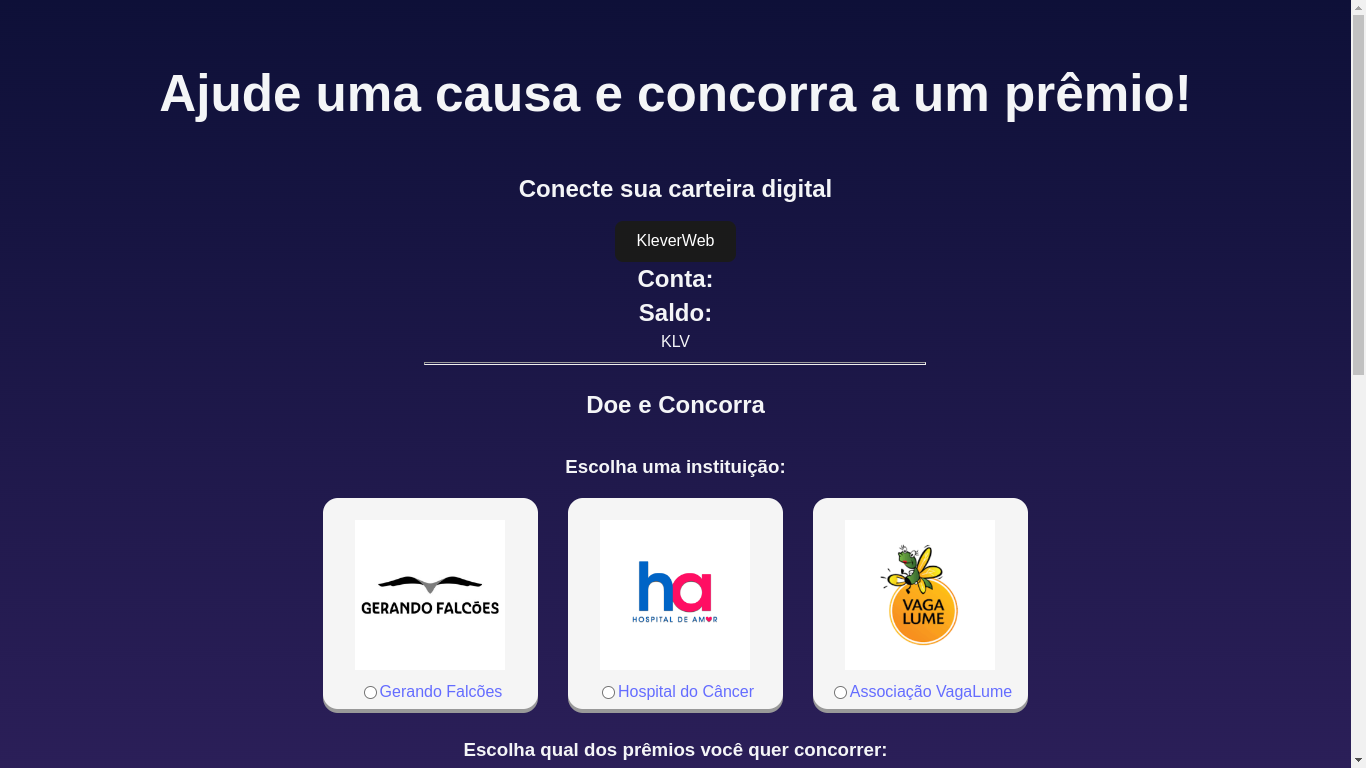 Ajude uma causa e concorra a um prêmio!
Conecte sua carteira digital
KleverWeb
Conta:
Saldo:
KLV
Doe e Concorra
Escolha uma instituição:
GERANDO FALCÕES
ha
HOSPITAL DE AMOR
VAGA
LUME
Gerando Falcões
Hospital do Câncer
Associação VagaLume
Escolha qual dos prêmios você quer concorrer: